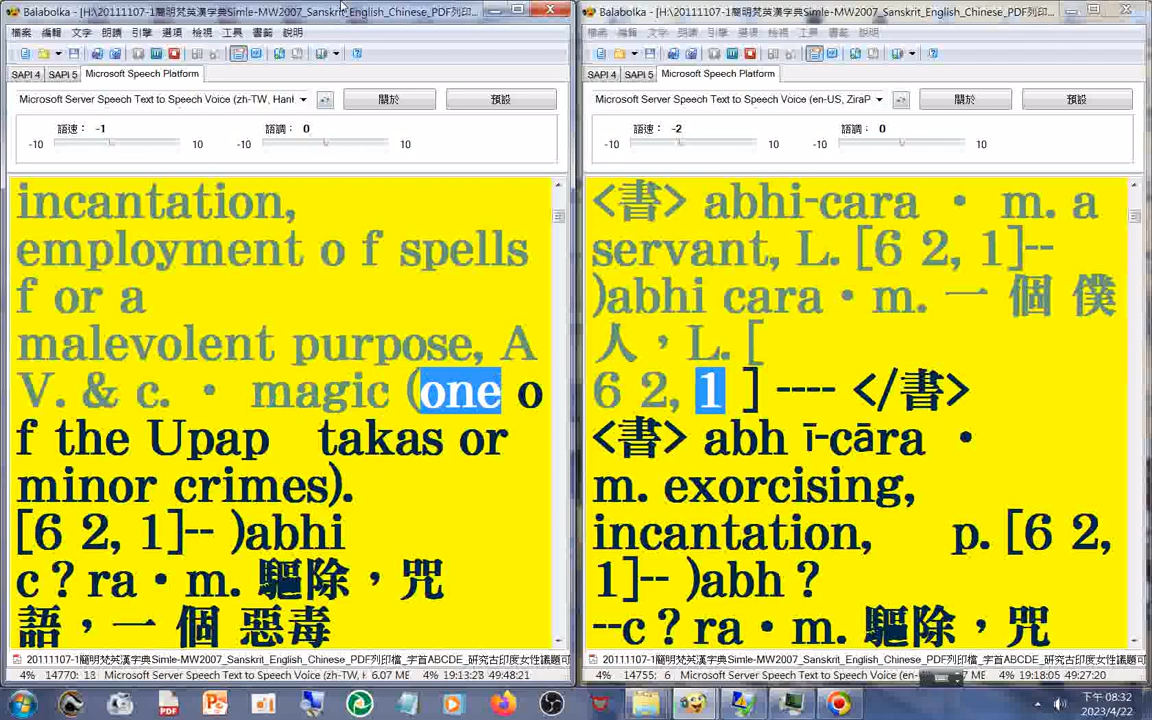 Balabolka - [H:\20111107-1簡明梵英漢字典Simle-MW2007_Sanskrit_English_Chinese_PDF列印...
檔案 編輯 文字 朗讀 引擎 選項 檢視 工具 書籤 說明
SAPI 4 SAPI 5 Microsoft Speech Platform
Microsoft Server Speech Text to Speech Voice (zh-TW, Hanl
關於 預設
語速： -1 語調： 0
-10 10 -10 10
incantation,
employment o f spells
f or a
malevolent purpose, A
V. & c. • magic (one o
f the Upap takas or
minor crimes).
[6 2, 1]-- )abhi
c？ra•m. 驅除，咒
語，一 個 惡毒
20111107-1簡明梵英漢字典Simle-MW2007_Sanskrit_English_Chinese_PDF列印檔_字首ABCDE_研究古印度女性議題可
4% 14770: 13 Microsoft Server Speech Text to Speech Voice (zh-TW, 6.07 ME 4% 19:13:23 49:48:21
Balabolka - [H:\20111107-1簡明梵英漢字典Simle-MW2007_Sanskrit_English_Chinese_PDF列印...
檔案 編輯 文字 朗讀 引擎 選項 檢視 工具 書籤 說明
SAPI 4 SAPI 5 Microsoft Speech Platform
Microsoft Server Speech Text to Speech Voice (en-US, ZiraP
關於 預設
語速： -2 語調： 0
-10 10 -10 10
<書> abhi-cara • m. a
servant, L. [6 2, 1]--
)abhi cara•m. 一 個 僕
人，L. [
6 2, 1 ] ---- </書>
<書> abh ī-cāra •
m. exorcising,
incantation, p. [6 2,
1]-- )abh？
--c？ra•m. 驅除，咒
20111107-1簡明梵英漢字典Simle-MW2007_Sanskrit_English_Chinese_PDF列印檔_字首ABCDE_研究古印度女性議題可
4% 14755: 6 Microsoft Server Speech Text to Speech Voice 4% 19:18:05 49:27:20
下午 08:32
2023/4/22